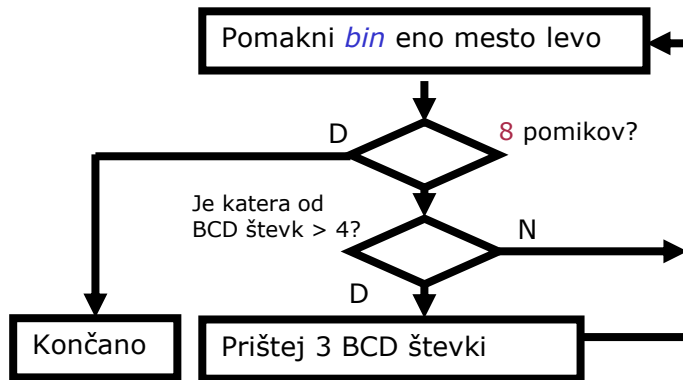 Pomakni bin eno mesto levo
D
8 pomikov?
Je katera od
BCD števk > 4?
N
D
Končano
Prištej 3 BCD števki